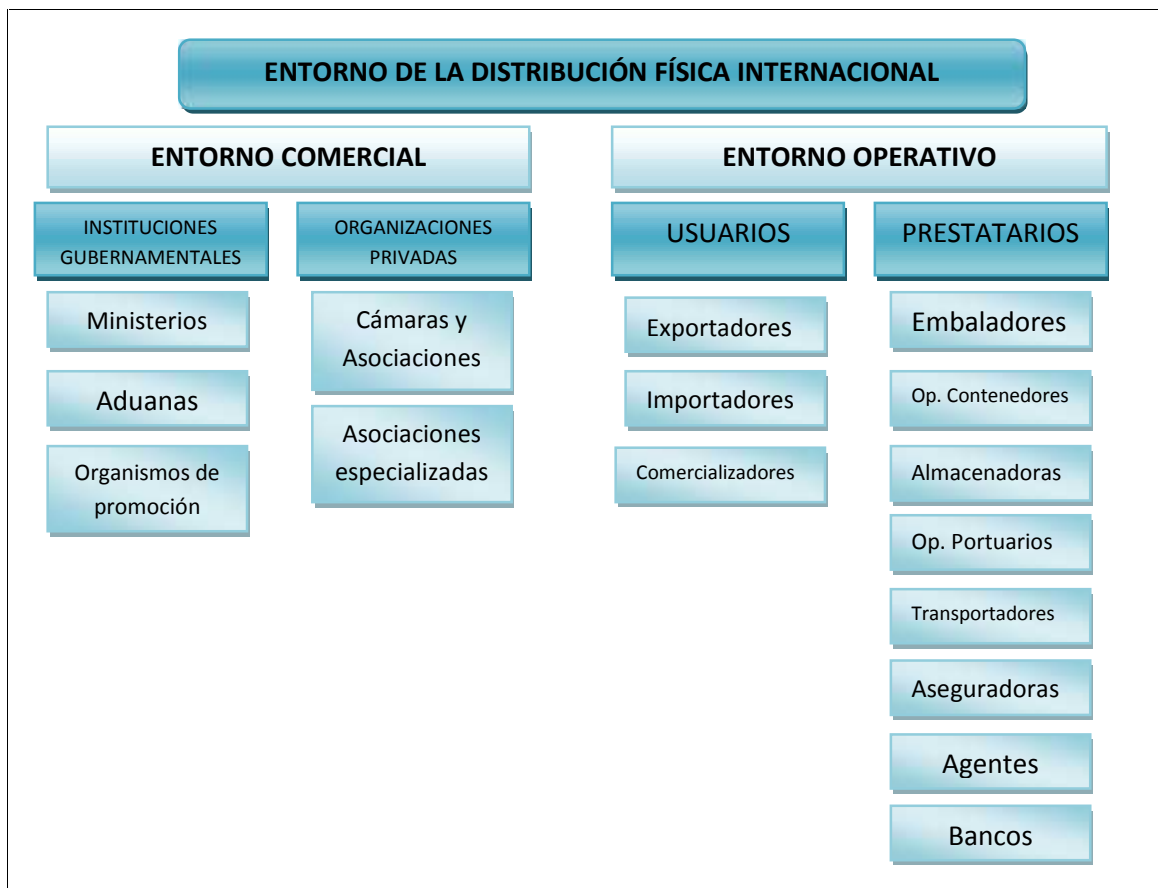 ENTORNO DE LA DISTRIBUCIÓN FÍSICA INTERNACIONAL
ENTORNO COMERCIAL
INSTITUCIONES
GUBERNAMENTALES
Ministerios
Aduanas
Organismos de
promoción
ORGANIZACIONES
PRIVADAS
Cámaras y
Asociaciones
Asociaciones
especializadas
ENTORNO OPERATIVO
USUARIOS
Exportadores
Importadores
Comercializadores
PRESTATARIOS
Embaladores
Op. Contenedores
Almacenadoras
Op. Portuarios
Transportadores
Aseguradoras
Agentes
Bancos